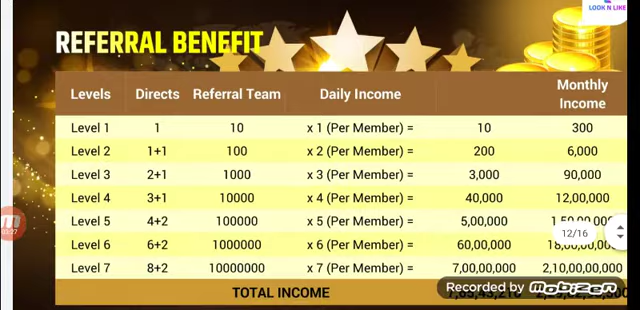 LOOK N LIKE
REFERRAL BENEFIT
Levels Directs Referral Team Daily Income Monthly Income
Level 1 1 10 x 1 (Per Member) = 10 300
Level 2 1+1 100 x 2 (Per Member) = 200 6,000
Level 3 2+1 1000 x 3 (Per Member) = 3,000 90,000
Level 4 3+1 10000 x 4 (Per Member) = 40,000 12,00,000
Level 5 4+2 100000 x 5 (Per Member) = 5,00,000
12/16
Level 6 6+2 1000000 x 6 (Per Member) = 60,00,000
Level 7 8+2 10000000 x 7 (Per Member) = 7,00,00,000 2,10,00,00,000
TOTAL INCOME
Recorded by Mobizen